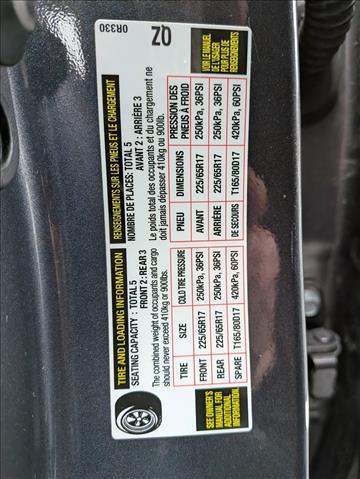 TIRE AND LOADING INFORMATION
SEATING CAPACITY : TOTAL 5
FRONT 2 : REAR 3
The combined weight of occupants and cargo
should never exceed 410kg or 900lbs.
TIRE SIZE COLD TIRE PRESSURE
FRONT 225/65R17 250kPa, 36PSI
REAR 225/65R17 250kPa, 36PSI
SPARE T165/80D17 420kPa, 60PSI
SEE OWNER'S
MANUAL FOR
ADDITIONAL
INFORMATION
RENSEIGNEMENTS SUR LES PNEUS ET LE CHARGEMENT
NOMBRE DE PLACES: TOTAL 5
AVANT 2 : ARRIÈRE 3
Le poids total des occupants et du chargement ne
doit jamais dépasser 410kg or 900lb.
PNEU DIMENSIONS PRESSION DES
PNEUS À FROID
AVANT 225/65R17 250kPa, 36PSI
ARRIÈRE 225/65R17 250kPa, 36PSI
DE SECOURS T165/80D17 420kPa, 60PSI
VOIR LE MANUEL
DE L'USAGER
POUR PLUS DE
RENSEIGNEMENTS
0R330
QZ